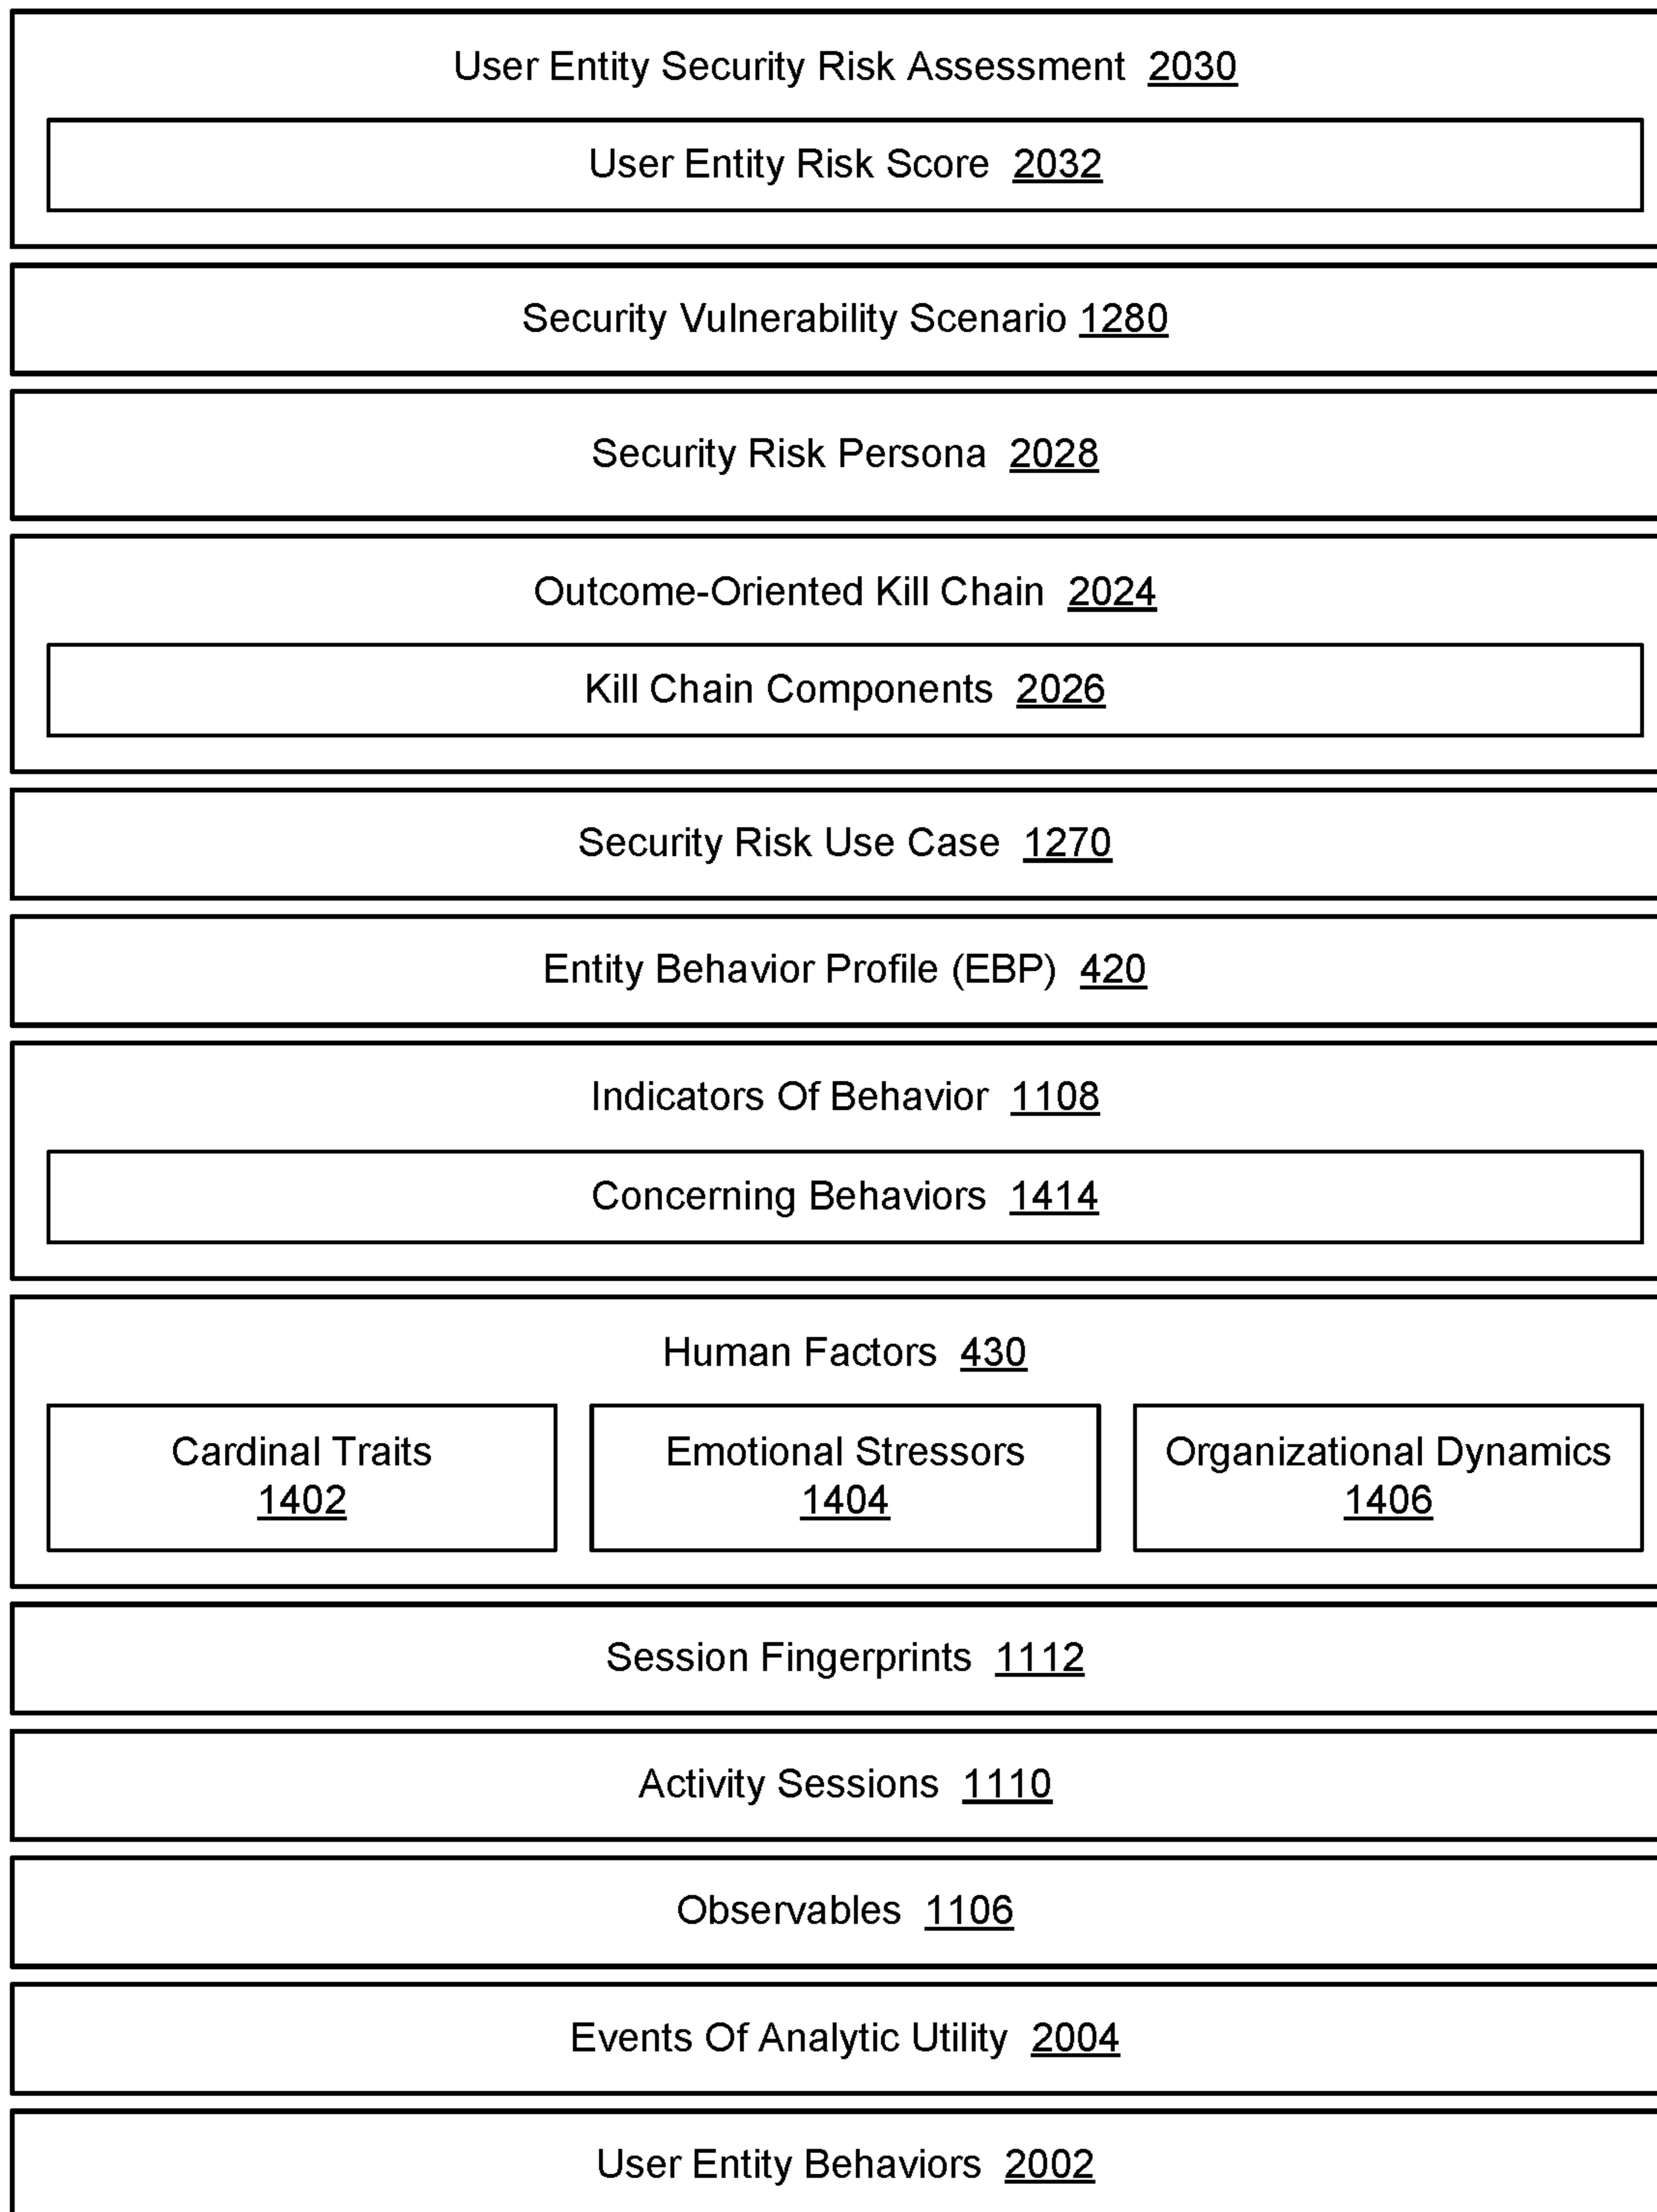 User Entity Security Risk Assessment 2030
User Entity Risk Score 2032
Security Vulnerability Scenario 1280
Security Risk Persona 2028
Outcome-Oriented Kill Chain 2024
Kill Chain Components 2026
Security Risk Use Case 1270
Entity Behavior Profile (EBP) 420
Indicators Of Behavior 1108
Concerning Behaviors 1414
Human Factors 430
Cardinal Traits
1402
Emotional Stressors
1404
Organizational Dynamics
1406
Session Fingerprints 1112
Activity Sessions 1110
Observables 1106
Events Of Analytic Utility 2004
User Entity Behaviors 2002